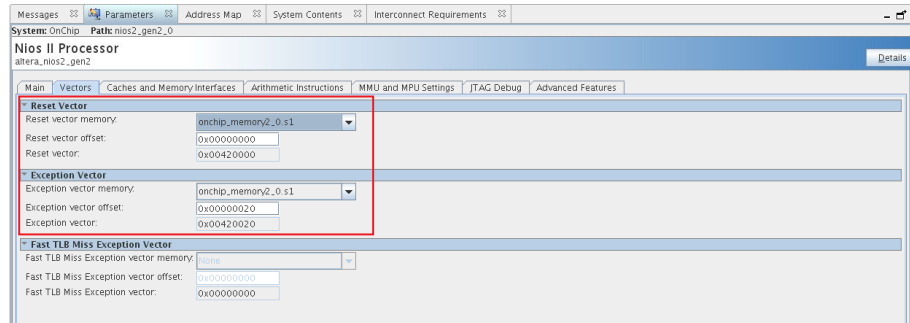 Messages Parameters Address Map System Contents Interconnect Requirements
System: OnChip Path: nios2_gen2_0
Nios II Processor
altera_nios2_gen2
Details
Main Vectors Caches and Memory Interfaces Arithmetic Instructions MMU and MPU Settings JTAG Debug Advanced Features
Reset Vector
Reset vector memory: onchip_memory2_0.s1
Reset vector offset: 0x00000000
Reset vector: 0x00420000
Exception Vector
Exception vector memory: onchip_memory2_0.s1
Exception vector offset: 0x00000020
Exception vector: 0x00420020
Fast TLB Miss Exception Vector
Fast TLB Miss Exception vector memory: None
Fast TLB Miss Exception vector offset: 0x00000000
Fast TLB Miss Exception vector: 0x00000000